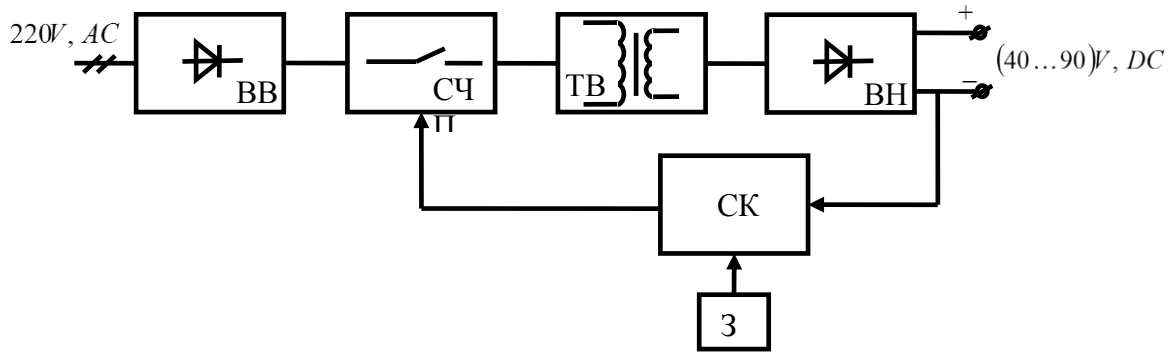 220V, AC
ВВ
СЧ
П
ТВ
ВН
+
−
(40...90)V, DC
СК
З